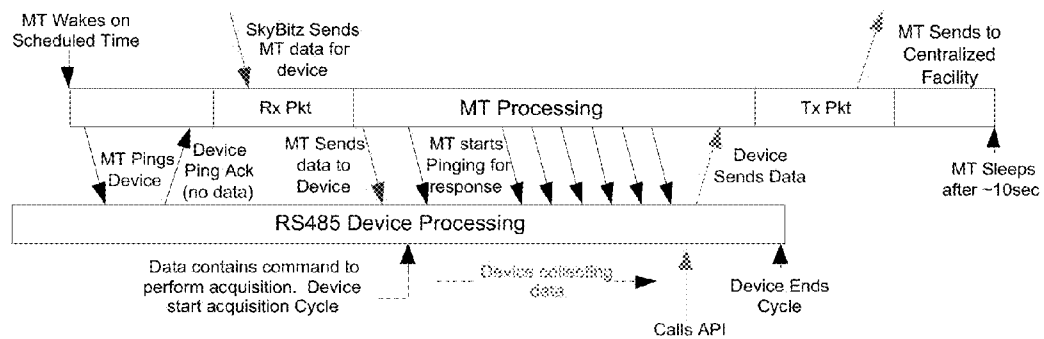 MT Wakes on
Scheduled Time
SkyBitz Sends
MT data for
device
MT Sends to
Centralized
Facility
Rx Pkt
MT Processing
Tx Pkt
MT Pings
Device
Device
Ping Ack
(no data)
MT Sends
data to
Device
MT starts
Pinging for
response
Device
Sends Data
MT Sleeps
after ~10sec
RS485 Device Processing
Data contains command to
perform acquisition. Device
start acquisition Cycle
Device collecting
data
Calls API
Device Ends
Cycle